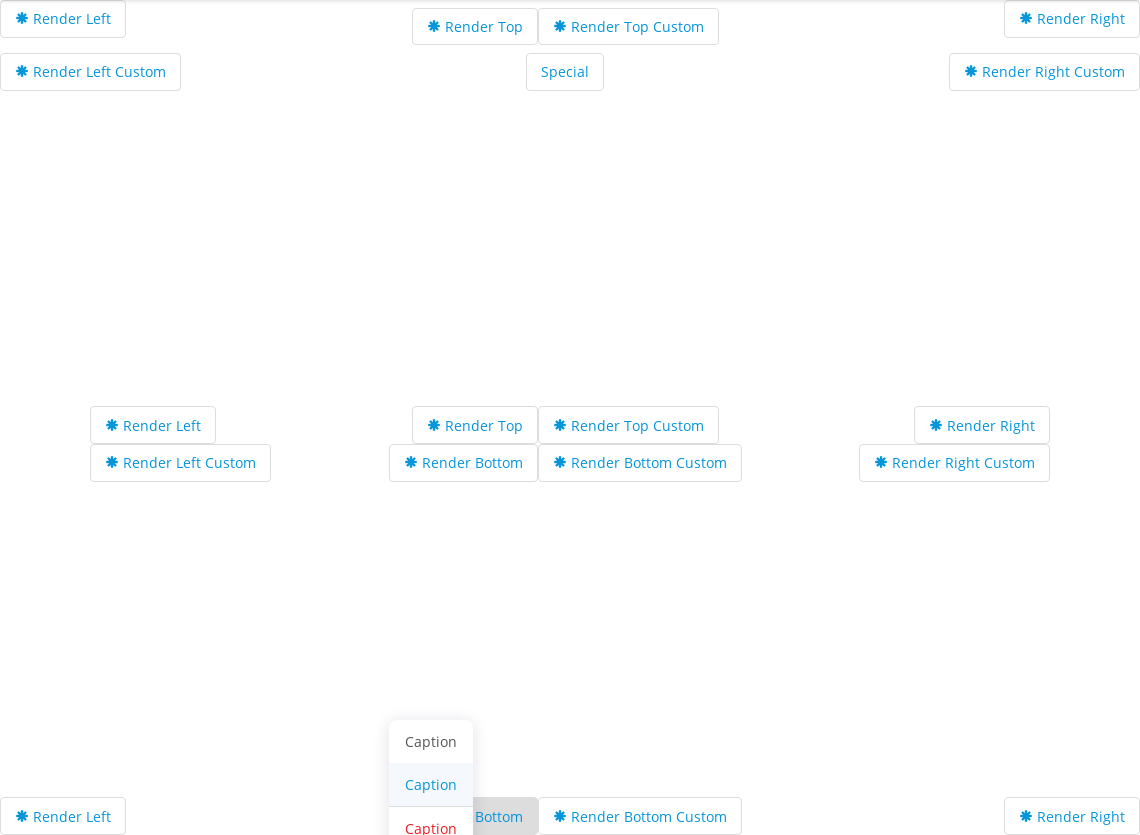 Render Left
Render Top
Render Top Custom
Render Right
Render Left Custom
Special
Render Right Custom
Render Left
Render Top
Render Top Custom
Render Right
Render Left Custom
Render Bottom
Render Bottom Custom
Render Right Custom
Caption
Caption
Caption
Render Left
Bottom
Render Bottom Custom
Render Right